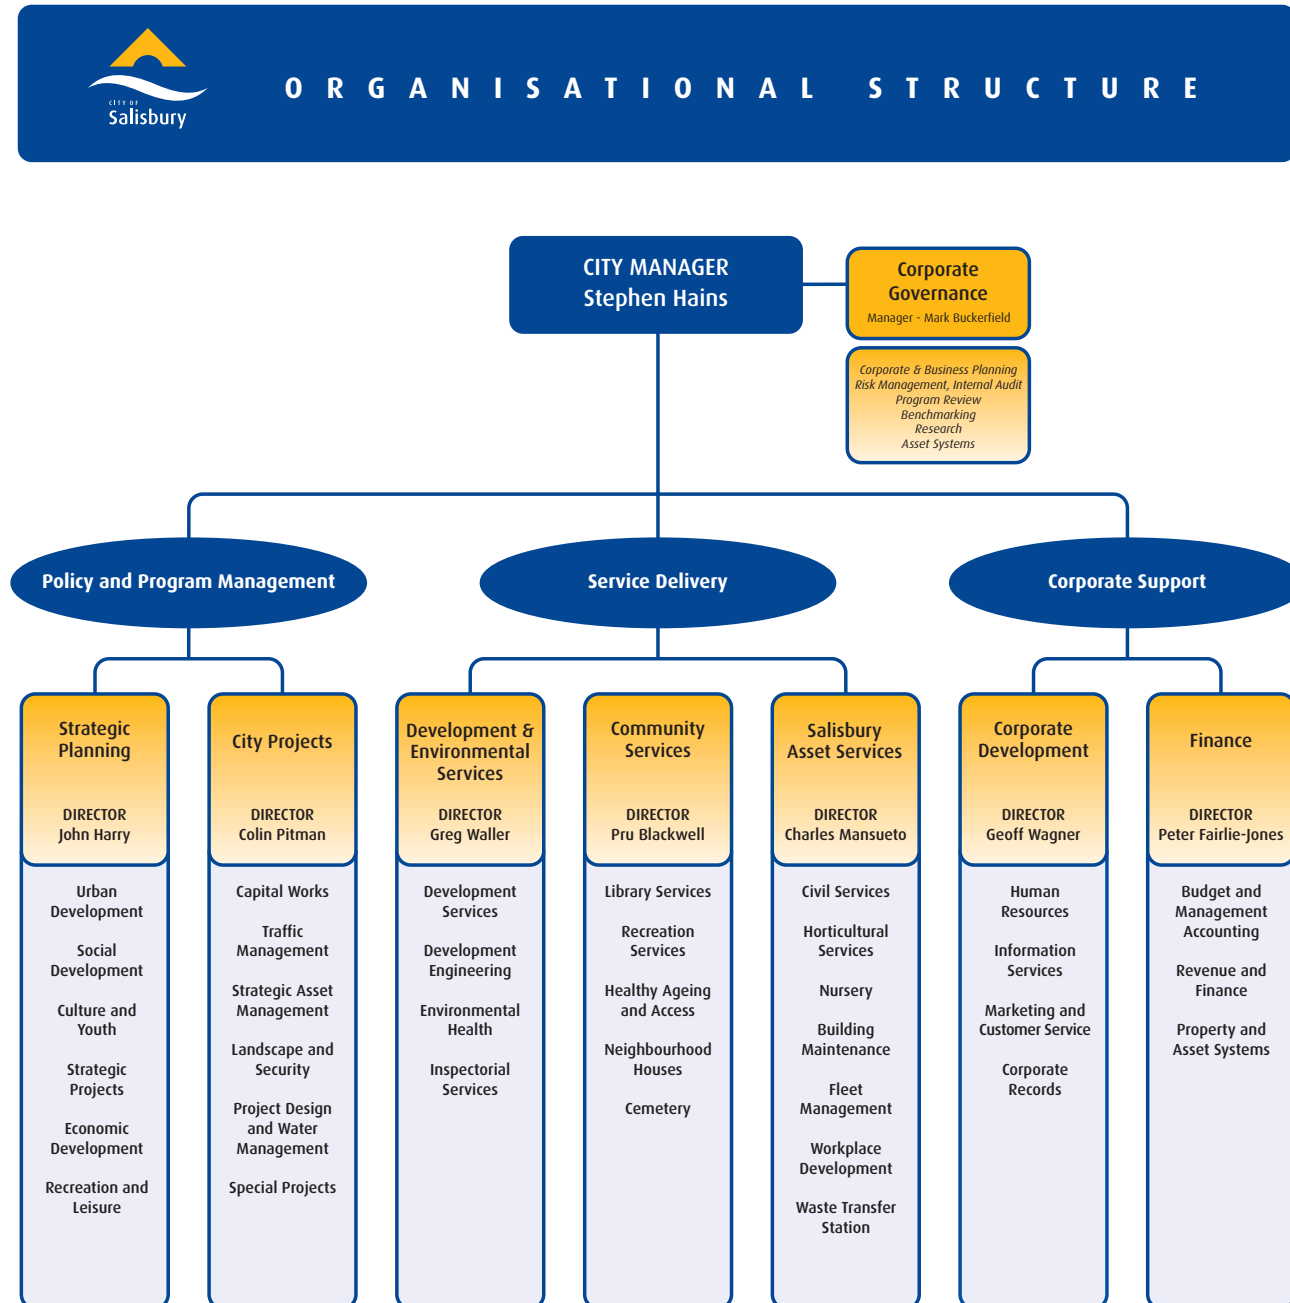 CITY OF
Salisbury
ORGANISATIONAL STRUCTURE
CITY MANAGER
Stephen Hains
Corporate
Governance
Manager - Mark Buckerfield
Corporate & Business Planning
Risk Management, Internal Audit
Program Review
Benchmarking
Research
Asset Systems
Policy and Program Management
Service Delivery
Corporate Support
Strategic
Planning
DIRECTOR
John Harry
Urban
Development
Social
Development
Culture and
Youth
Strategic
Projects
Economic
Development
Recreation and
Leisure
City Projects
DIRECTOR
Colin Pitman
Capital Works
Traffic
Management
Strategic Asset
Management
Landscape and
Security
Project Design
and Water
Management
Special Projects
Development &
Environmental
Services
DIRECTOR
Greg Waller
Development
Services
Development
Engineering
Environmental
Health
Inspectorial
Services
Community
Services
DIRECTOR
Pru Blackwell
Library Services
Recreation
Services
Healthy Ageing
and Access
Neighbourhood
Houses
Cemetery
Salisbury
Asset Services
DIRECTOR
Charles Mansueto
Civil Services
Horticultural
Services
Nursery
Building
Maintenance
Fleet
Management
Workplace
Development
Waste Transfer
Station
Corporate
Development
DIRECTOR
Geoff Wagner
Human
Resources
Information
Services
Marketing and
Customer Service
Corporate
Records
Finance
DIRECTOR
Peter Fairlie-Jones
Budget and
Management
Accounting
Revenue and
Finance
Property and
Asset Systems